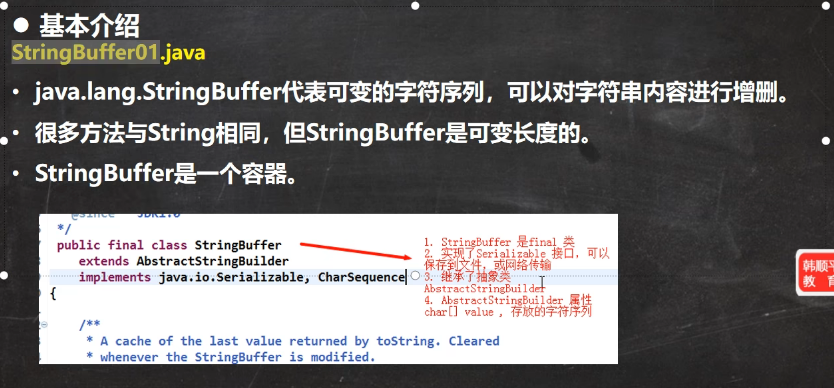 ● 基本介绍
StringBuffer01.java
• java.lang.StringBuffer代表可变的字符序列，可以对字符串内容进行增删。
• 很多方法与String相同，但StringBuffer是可变长度的。
• StringBuffer是一个容器。
*/
public final class StringBuffer
extends AbstractStringBuilder
implements java.io.Serializable, CharSequence
{
/**
* A cache of the last value returned by toString. Cleared
* whenever the StringBuffer is modified.
1. StringBuffer 是final 类
2. 实现了Serializable 接口，可以
保存到文件，或网络传输
3. 继承了抽象类
AbstractStringBuilder
4. AbstractStringBuilder 属性
char[] value ，存放的字符序列
韩顺平
教 育